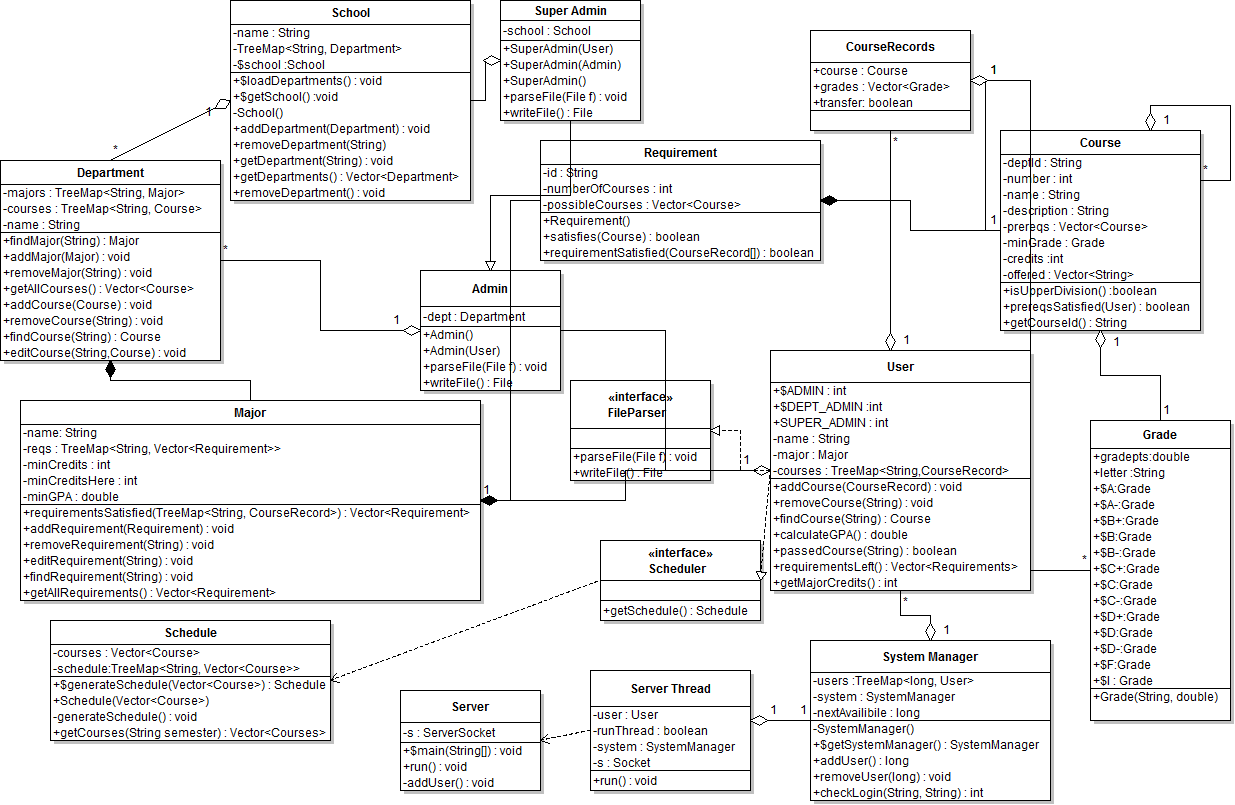 School
-name : String
-TreeMap<String, Department>
-$school :School
+$loadDepartments() : void
+$getSchool() :void
-School()
+addDepartment(Department) : void
+removeDepartment(String)
+getDepartment(String) : void
+getDepartments() : Vector<Department>
+removeDepartment() : void
Super Admin
-school : School
+SuperAdmin(User)
+SuperAdmin(Admin)
+SuperAdmin()
+parseFile(File f) : void
+writeFile() : File
CourseRecords
+course : Course
+grades : Vector<Grade>
+transfer: boolean
1
*
1
*
1
*
1
Course
-deptId : String
-number : int
-name : String
-description : String
-prereqs : Vector<Course>
-minGrade : Grade
-credits :int
-offered : Vector<String>
+isUpperDivision() :boolean
+prereqsSatisfied(User) : boolean
+getCourseId() : String
Requirement
-id : String
-numberOfCourses : int
-possibleCourses : Vector<Course>
+Requirement()
+satisfies(Course) : boolean
+requirementSatisfied(CourseRecord[]) : boolean
1
*
Department
-majors : TreeMap<String, Major>
-courses : TreeMap<String, Course>
-name : String
+findMajor(String) : Major
+addMajor(Major) : void
+removeMajor(String) : void
+getAllCourses() : Vector<Course>
+addCourse(Course) : void
+removeCourse(String) : void
+findCourse(String) : Course
+editCourse(String,Course) : void
*
1
Admin
-dept : Department
+Admin()
+Admin(User)
+parseFile(File f) : void
+writeFile() : File
1
1
1
User
+$ADMIN : int
+$DEPT_ADMIN :int
+SUPER_ADMIN : int
-name : String
-major : Major
-courses : TreeMap<String,CourseRecord>
+addCourse(CourseRecord) : void
+removeCourse(String) : void
+findCourse(String) : Course
+calculateGPA() : double
+passedCourse(String) : boolean
+requirementsLeft() : Vector<Requirements>
+getMajorCredits() : int
«interface»
FileParser
+parseFile(File f) : void
+writeFile() : File
1
1
Major
-name: String
-reqs : TreeMap<String, Vector<Requirement>>
-minCredits : int
-minCreditsHere : int
-minGPA : double
+requirementsSatisfied(TreeMap<String, CourseRecord>) : Vector<Requirement>
+addRequirement(Requirement) : void
+removeRequirement(String) : void
+editRequirement(String) : void
+findRequirement(String) : void
+getAllRequirements() : Vector<Requirement>
Grade
+gradepts:double
+letter :String
+$A:Grade
+$A-:Grade
+$B+:Grade
+$B:Grade
+$B-:Grade
+$C+:Grade
+$C:Grade
+$C-:Grade
+$D+:Grade
+$D:Grade
+$D-:Grade
+$F:Grade
+$I : Grade
+Grade(String, double)
*
«interface»
Scheduler
+getSchedule() : Schedule
*
1
Schedule
-courses : Vector<Course>
-schedule:TreeMap<String, Vector<Course>>
+$generateSchedule(Vector<Course>) : Schedule
+Schedule(Vector<Course>)
-generateSchedule() : void
+getCourses(String semester) : Vector<Courses>
Server
-s : ServerSocket
+$main(String[]) : void
+run() : void
-addUser() : void
Server Thread
-user : User
-runThread : boolean
-system : SystemManager
-s : Socket
+run() : void
1
1
System Manager
-users :TreeMap<long, User>
-system : SystemManager
-nextAvailibile : long
-SystemManager()
+$getSystemManager() : SystemManager
+addUser() : long
+removeUser(long) : void
+checkLogin(String, String) : int